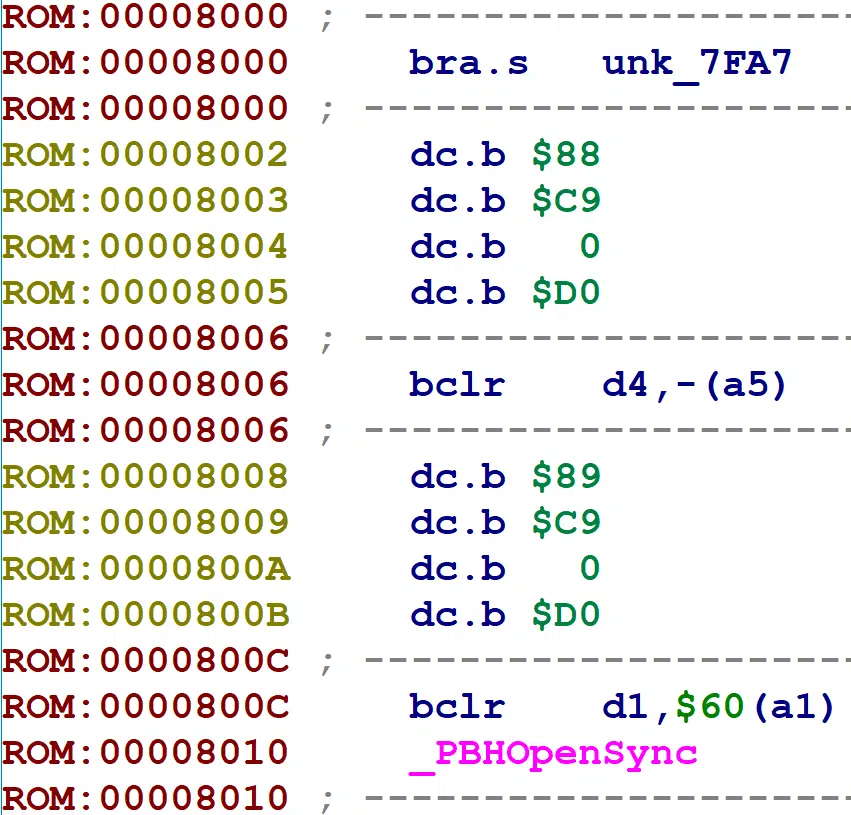 ROM:00008000 ; ---------------------
ROM:00008000 bra.s unk_7FA7
ROM:00008000 ; ---------------------
ROM:00008002 dc.b $88
ROM:00008003 dc.b $C9
ROM:00008004 dc.b 0
ROM:00008005 dc.b $D0
ROM:00008006 ; ---------------------
ROM:00008006 bclr d4,-(a5)
ROM:00008006 ; ---------------------
ROM:00008008 dc.b $89
ROM:00008009 dc.b $C9
ROM:0000800A dc.b 0
ROM:0000800B dc.b $D0
ROM:0000800C ; ---------------------
ROM:0000800C bclr d1,$60(a1)
ROM:00008010 _PBHOpenSync
ROM:00008010 ; ---------------------